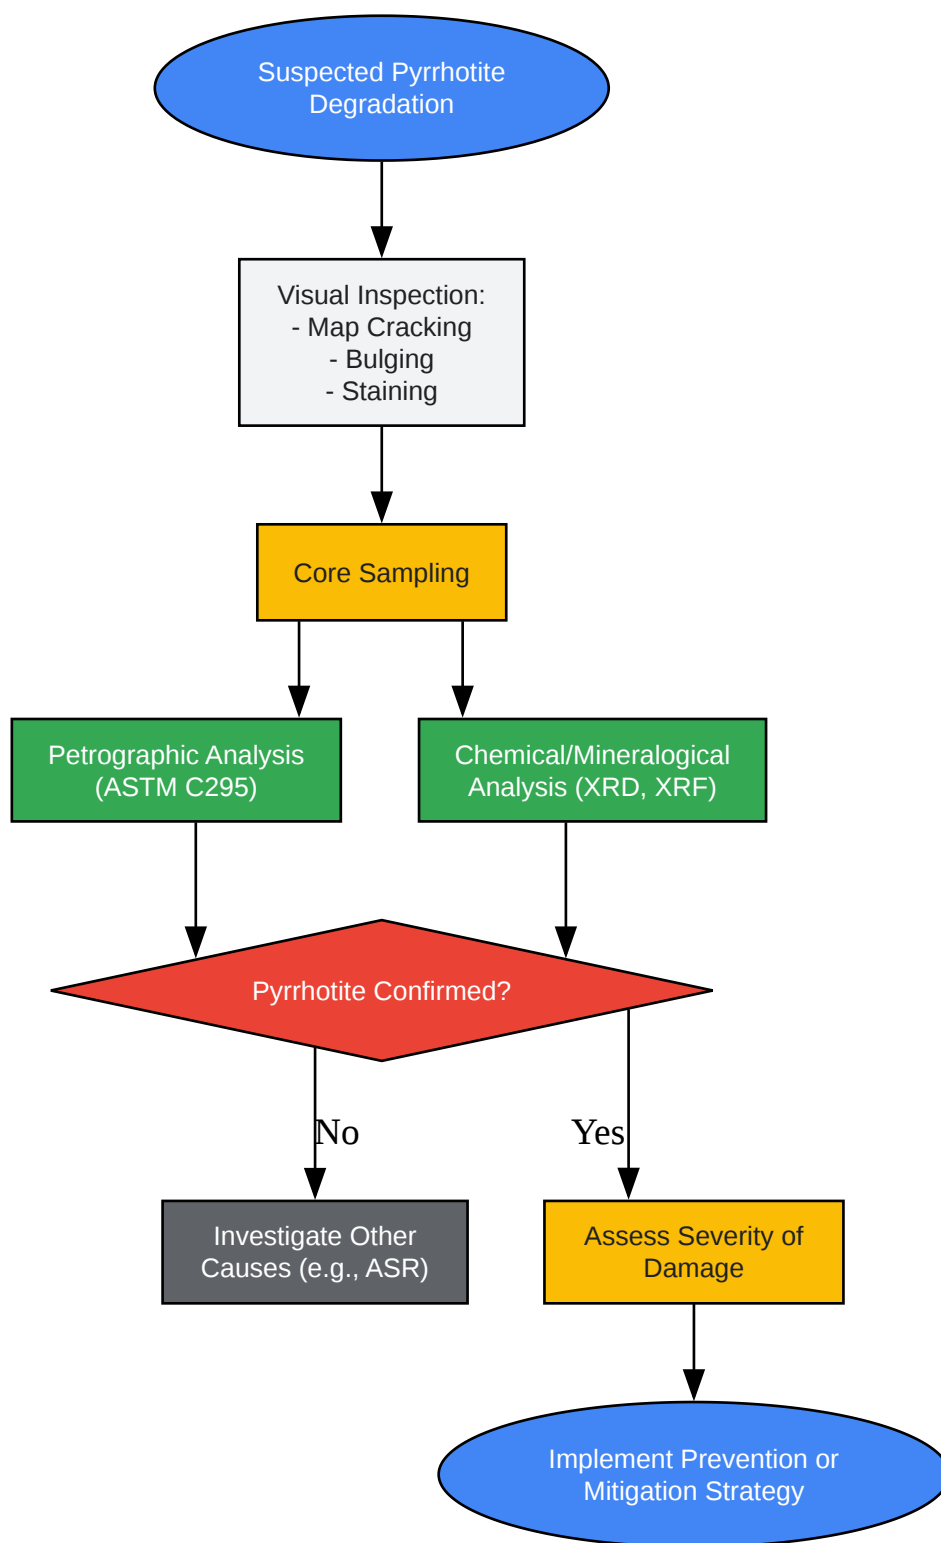 Suspected Pyrrhotite
Degradation
Visual Inspection:
- Map Cracking
- Bulging
- Staining
Core Sampling
Petrographic Analysis
(ASTM C295)
Chemical/Mineralogical
Analysis (XRD, XRF)
Pyrrhotite Confirmed?
No
Yes
Investigate Other
Causes (e.g., ASR)
Assess Severity of
Damage
Implement Prevention or
Mitigation Strategy